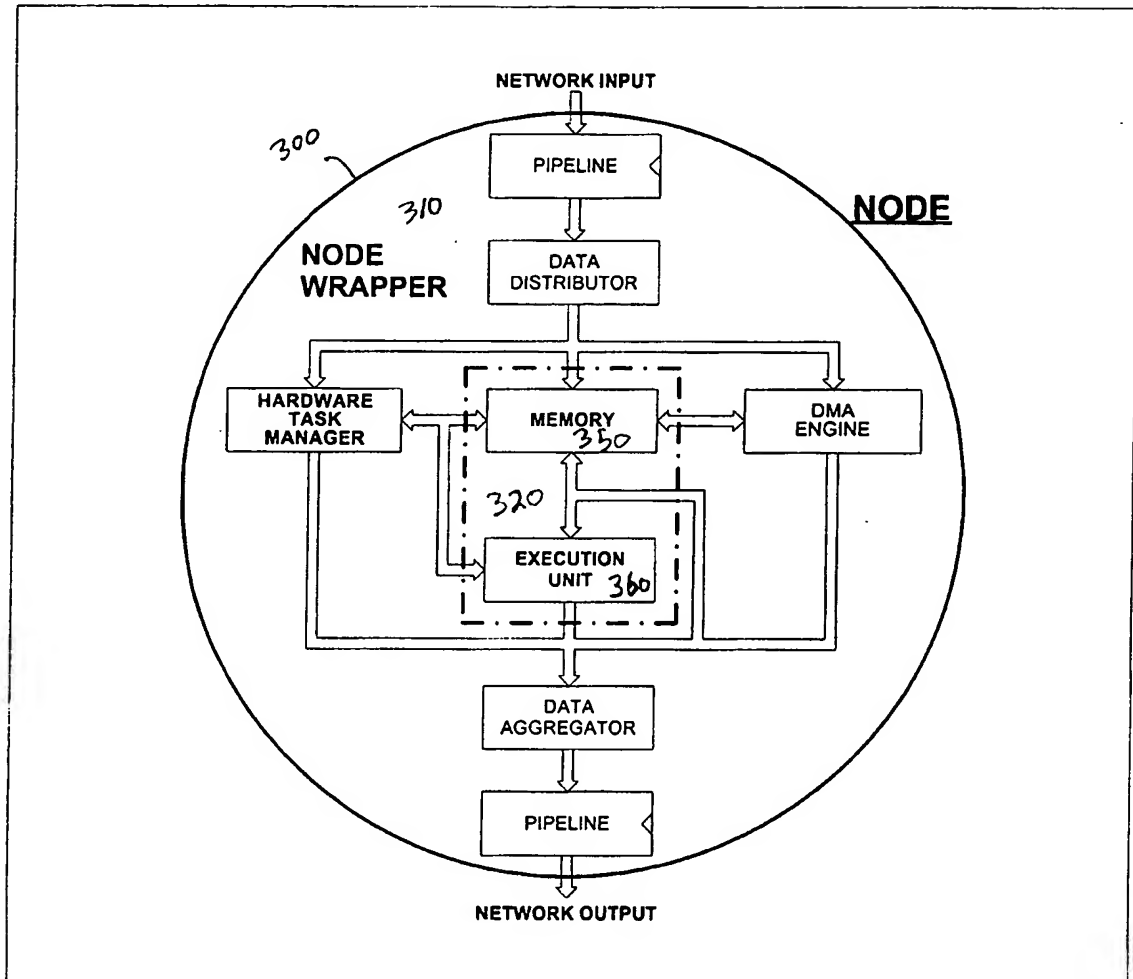 NETWORK INPUT
300
PIPELINE
310
NODE
NODE
WRAPPER
DATA
DISTRIBUTOR
HARDWARE
TASK
MANAGER
MEMORY
350
DMA
ENGINE
320
EXECUTION
UNIT
360
DATA
AGGREGATOR
PIPELINE
NETWORK OUTPUT